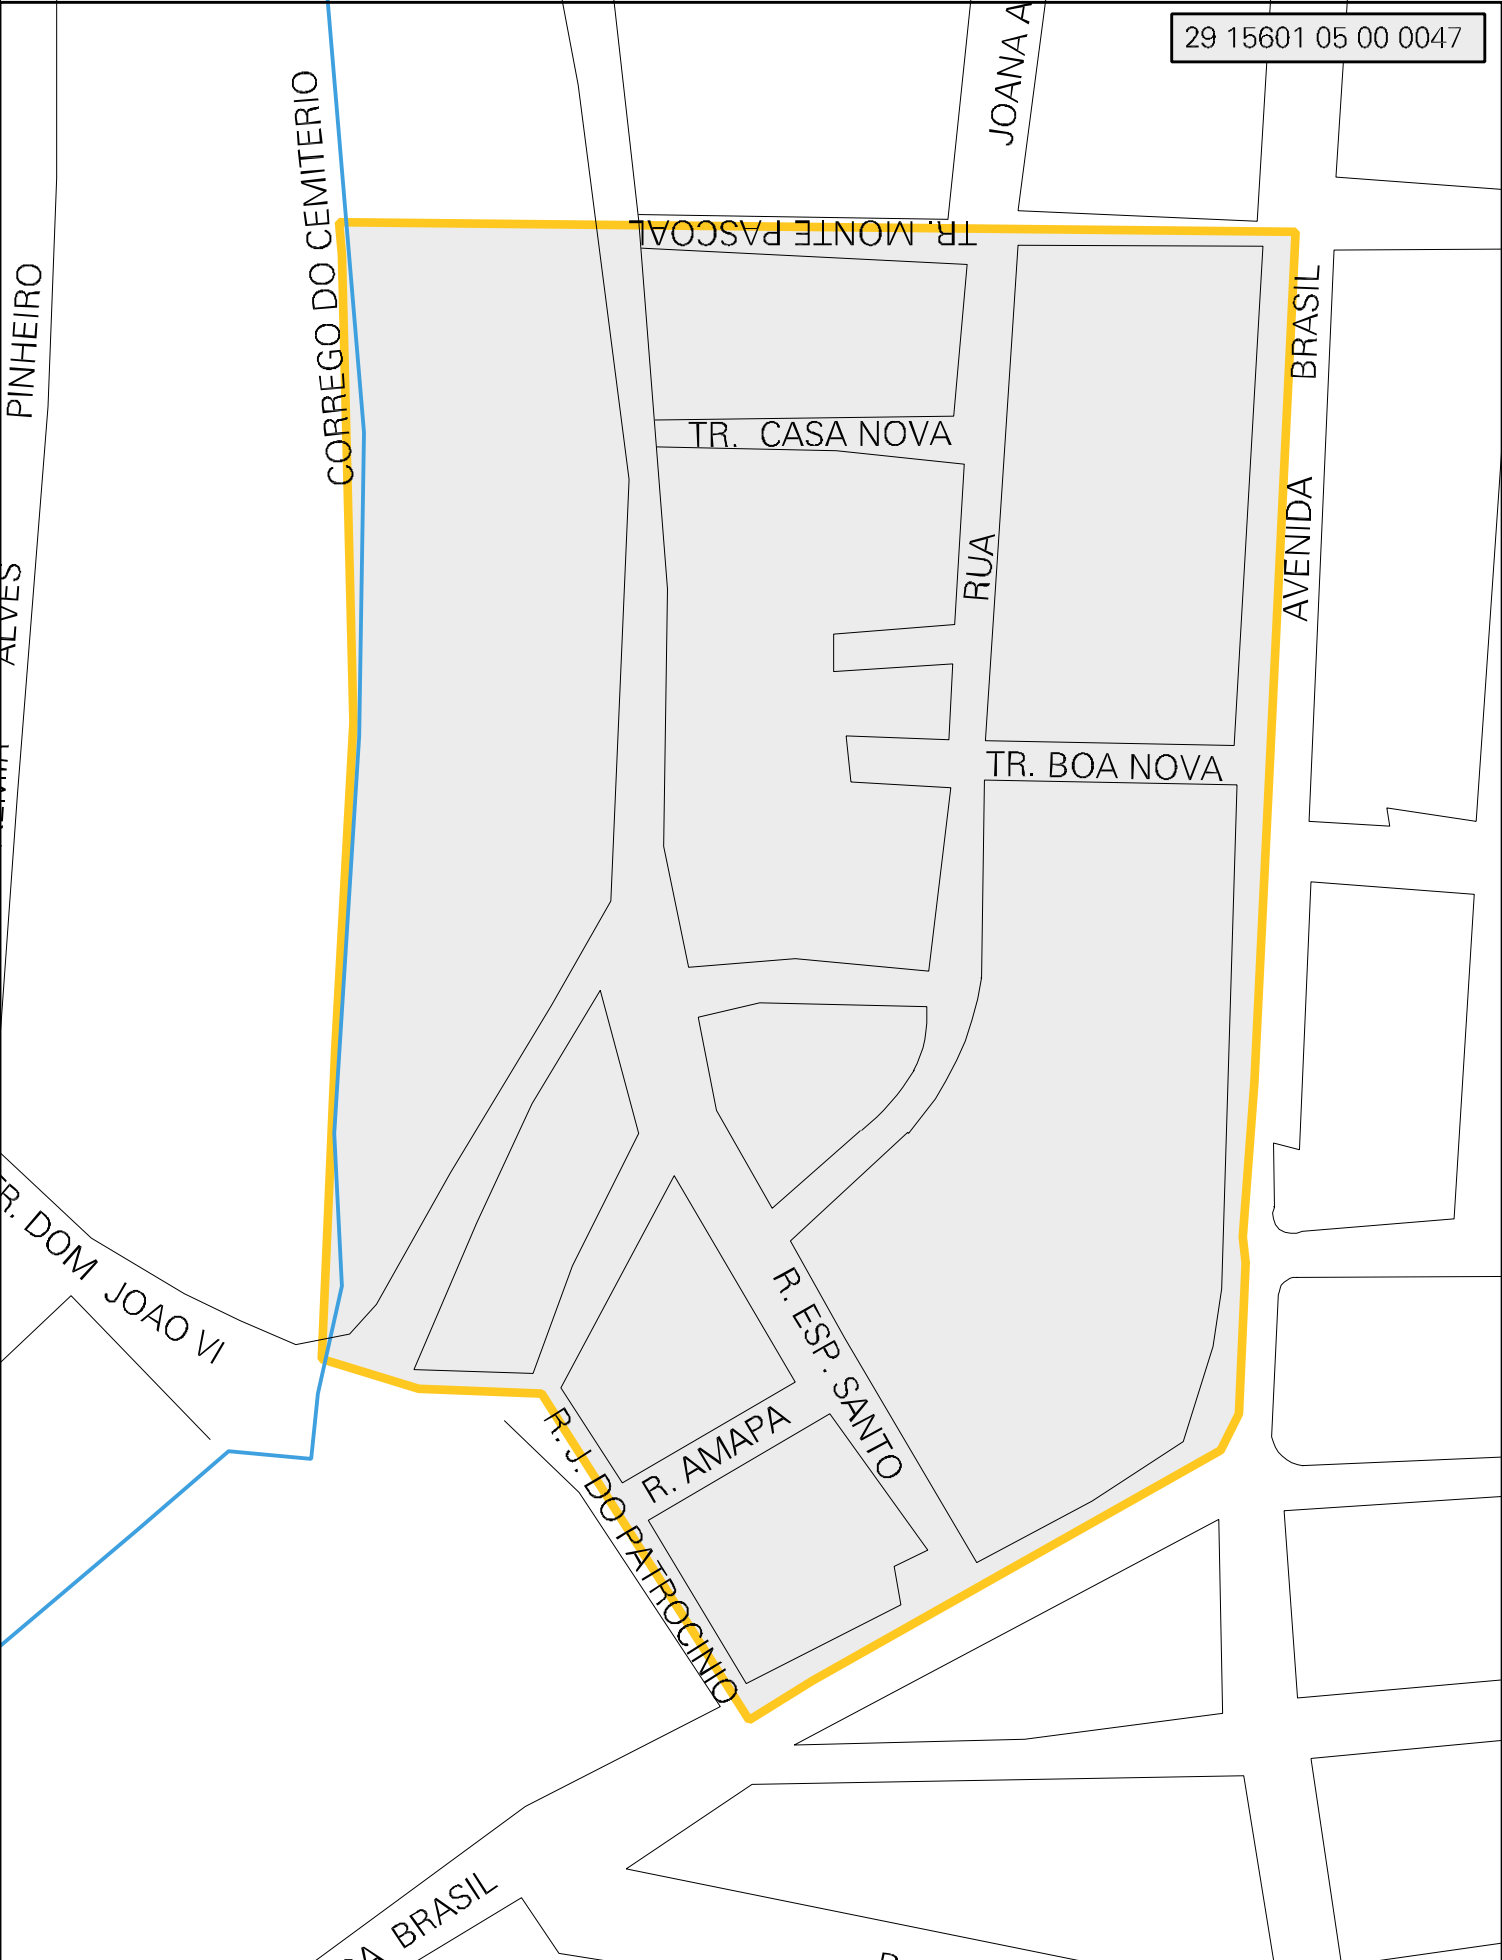 29 15601 05 00 0047
JOANA A
CORREGO DO CEMITERIO
TR. MONTE PASCOAL
PINHEIRO
BRASIL
TR. CASA NOVA
AVENIDA
RUA
ALVES
TR. BOA NOVA
TR. DOM JOAO VI
R. ESP. SANTO
R. AMAPA
R. J. DO PATROCINIO
BRASIL